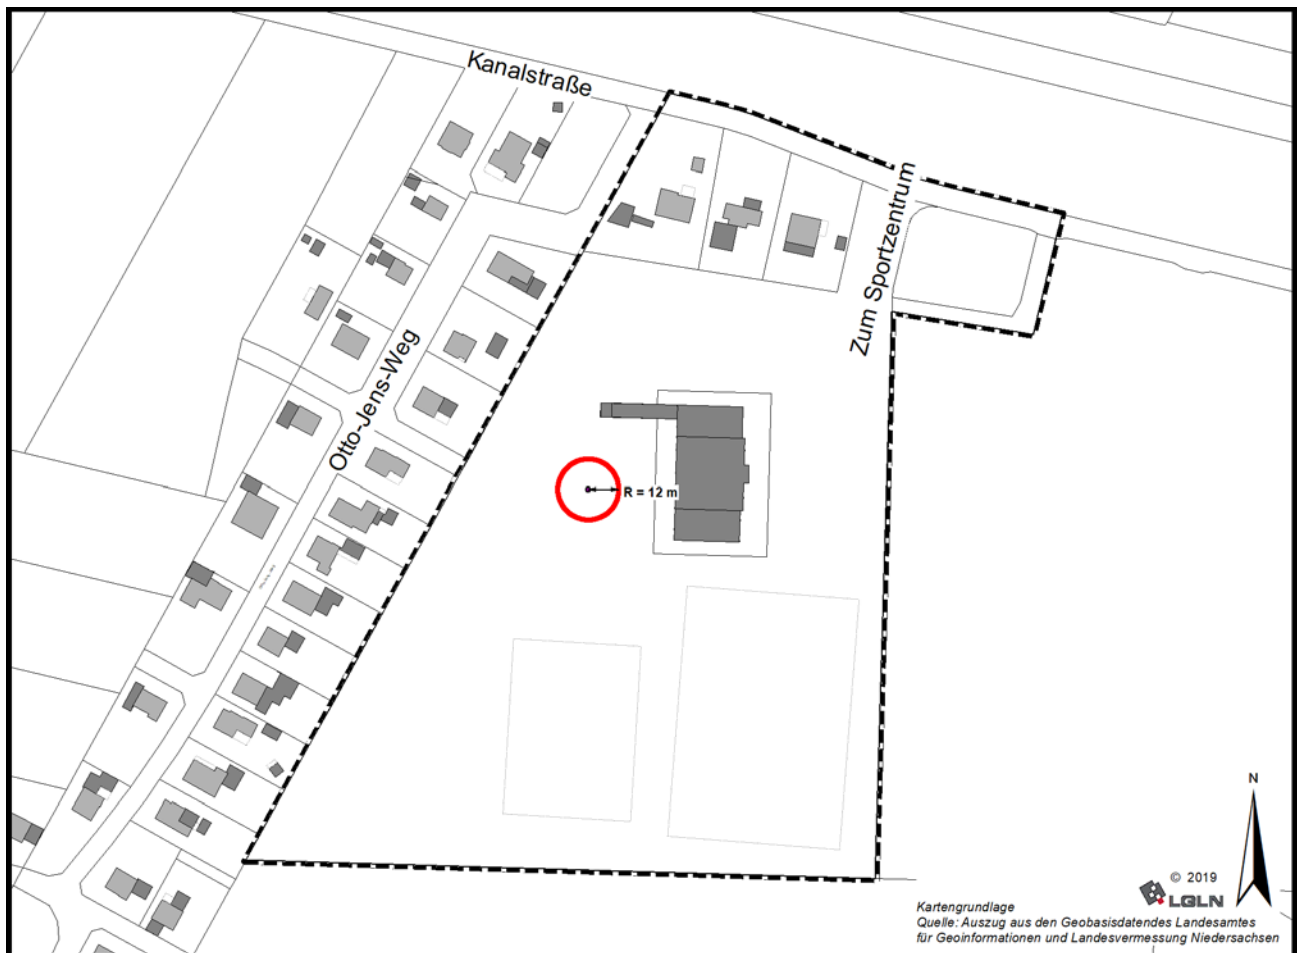 Kanalstraße
Zum Sportzentrum
Otto-Jens-Weg
R = 12 m
N
© 2019
LGLN
Kartengrundlage
Quelle: Auszug aus den Geobasisdatendes Landesamtes
für Geoinformationen und Landesvermessung Niedersachsen